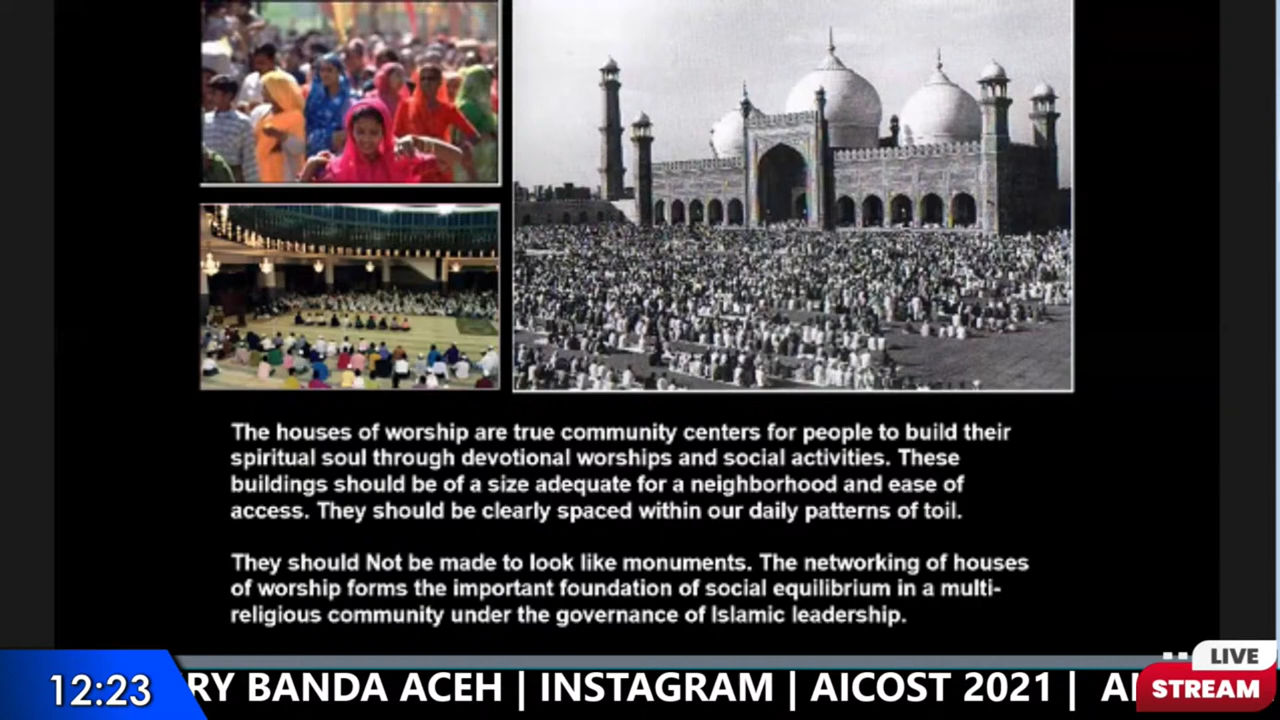 The houses of worship are true community centers for people to build their
spiritual soul through devotional worships and social activities. These
buildings should be of a size adequate for a neighborhood and ease of
access. They should be clearly spaced within our daily patterns of toil.
They should Not be made to look like monuments. The networking of houses
of worship forms the important foundation of social equilibrium in a multi-
religious community under the governance of Islamic leadership.
12:23
RY BANDA ACEH | INSTAGRAM | AICOST 2021 |
LIVE
STREAM